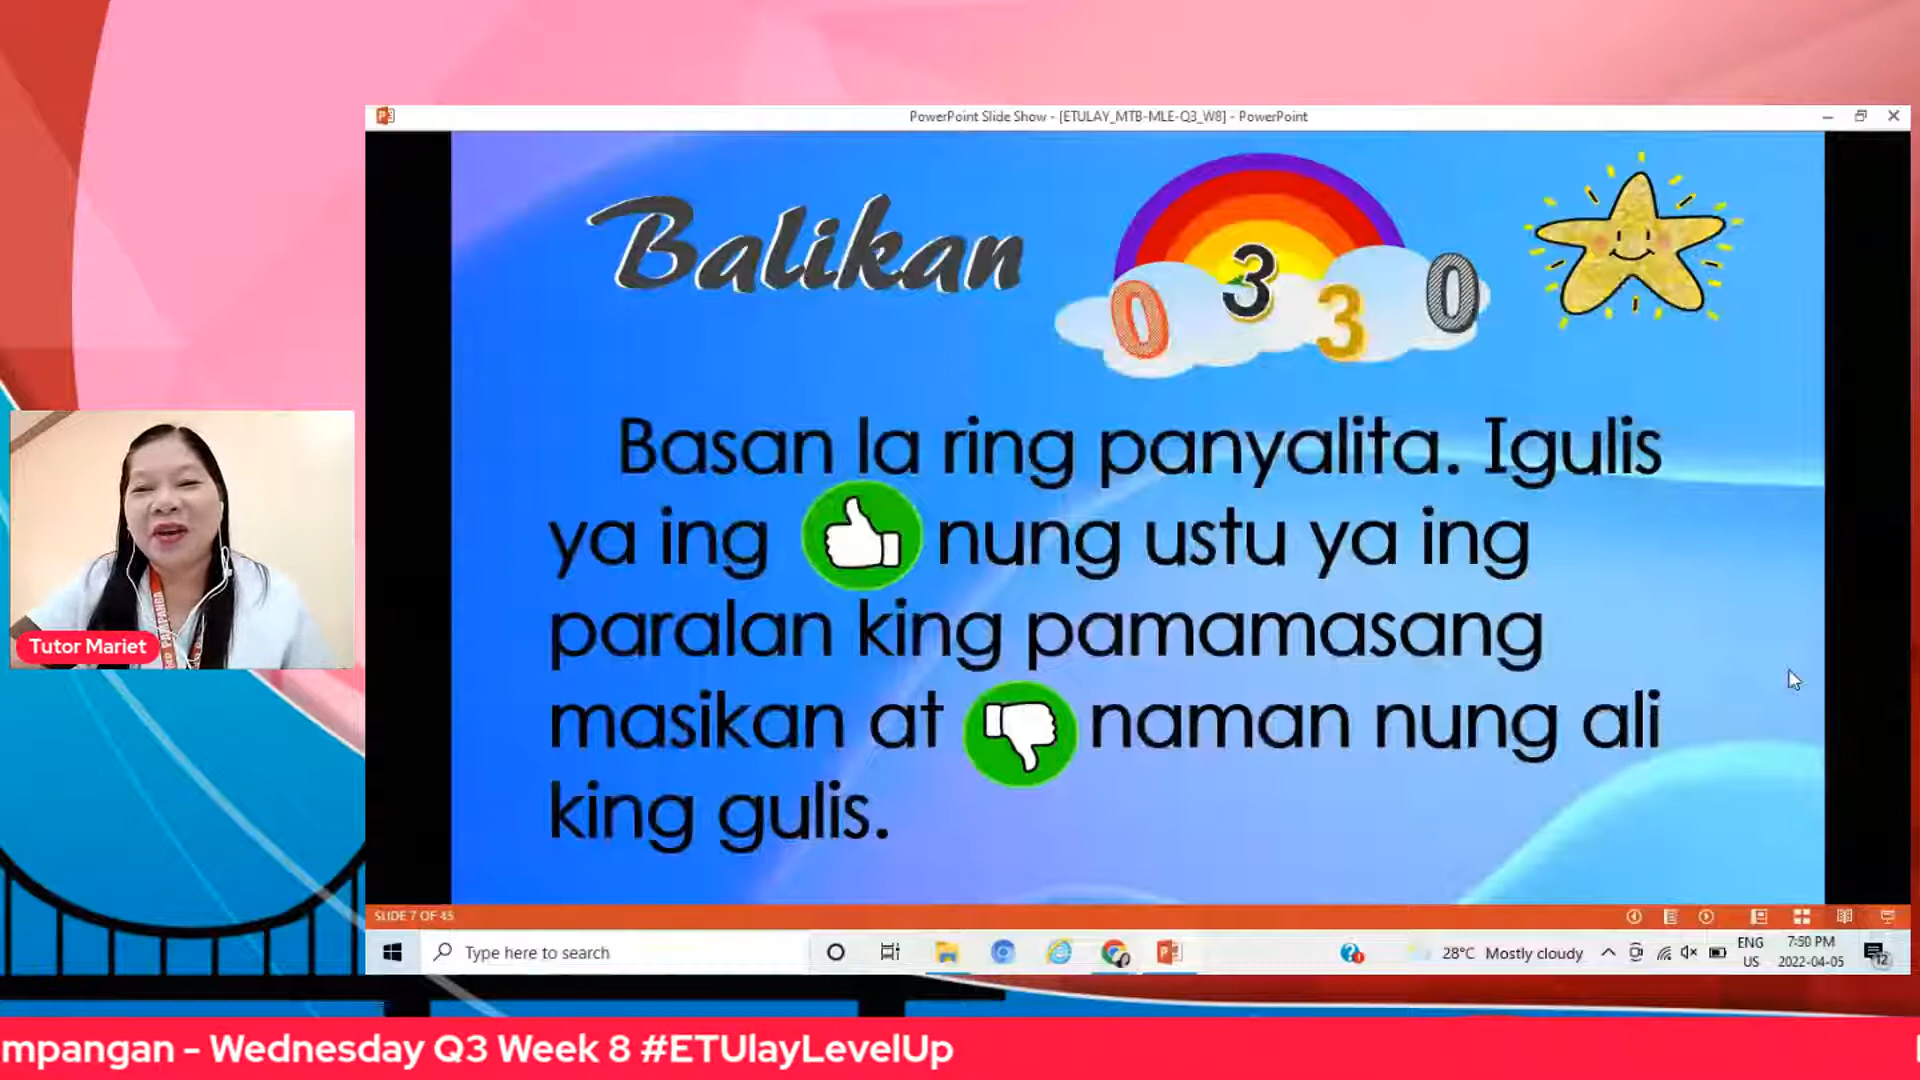 PowerPoint Slide Show - [ETULAY_MTB-MLE-Q3_W8] - PowerPoint
Balikan
0 3 3 0
Basan la ring panyalita. Igulis
ya ing nung ustu ya ing
paralan king pamamasang
masikan at naman nung ali
king gulis.
PAMPANGA
Tutor Mariet
SLIDE 7 OF 45
Type here to search
28°C Mostly cloudy
ENG
US
7:50 PM
2022-04-05
12
mpangan - Wednesday Q3 Week 8 #ETUlayLevelUp